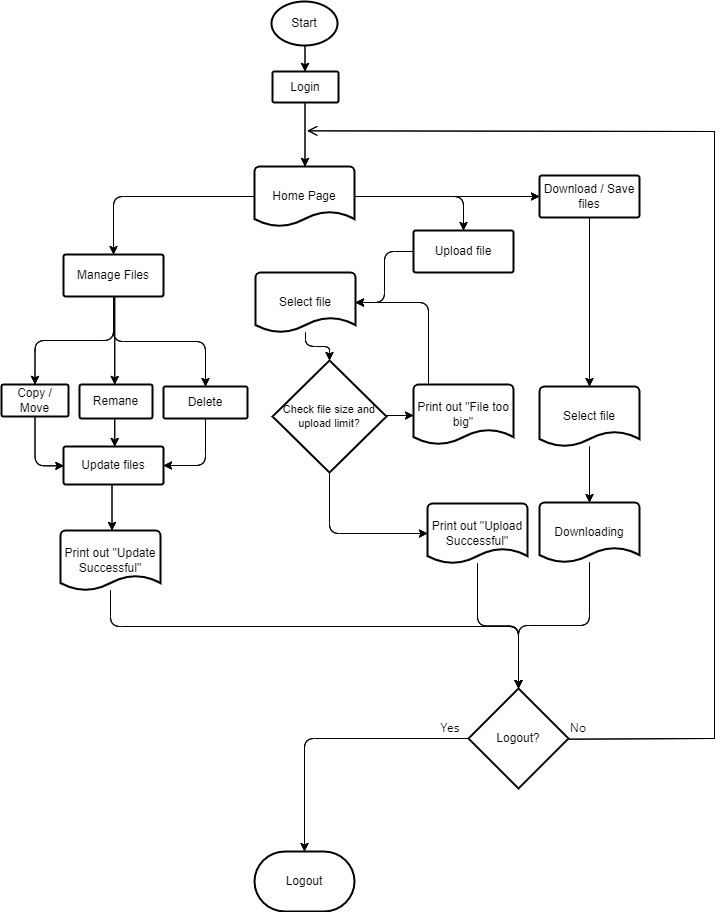 Start
Login
Home Page
Download / Save
files
Upload file
Manage Files
Select file
Copy /
Move
Remane
Delete
Check file size and
upload limit?
Print out "File too
big"
Select file
Update files
Print out "Update
Successful"
Print out "Upload
Successful"
Downloading
Yes
Logout?
No
Logout